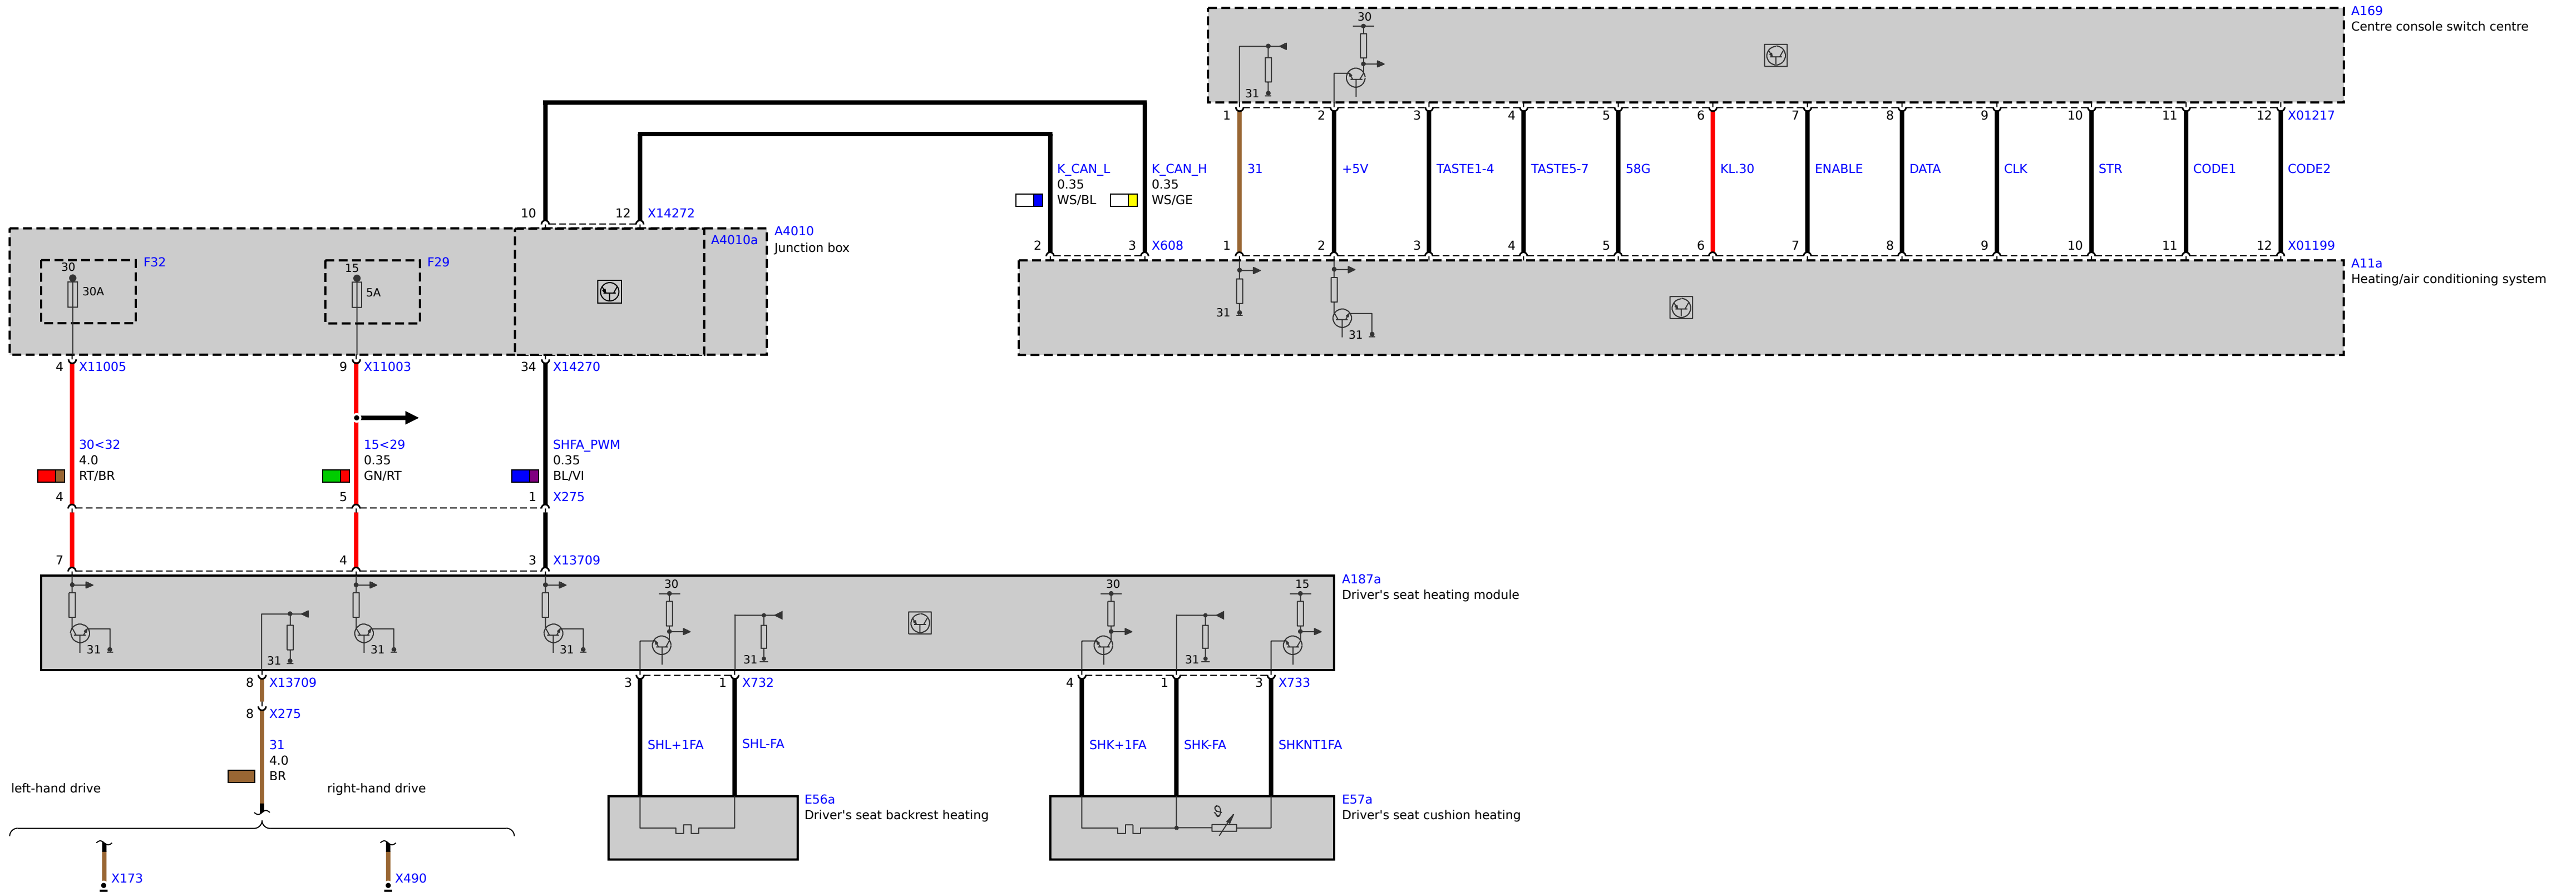 30
A169
Centre console switch centre
31
1 2 3 4 5 6 7 8 9 10 11 12 X01217
K_CAN_L
0.35
WS/BL
K_CAN_H
0.35
WS/GE
31 +5V TASTE1-4 TASTE5-7 58G KL.30 ENABLE DATA CLK STR CODE1 CODE2
10 12 X14272
2 3 X608
1 2 3 4 5 6 7 8 9 10 11 12 X01199
A4010a
A4010
Junction box
A11a
Heating/air conditioning system
30
30A
F32
15
5A
F29
31
31
4 X11005
9 X11003
34 X14270
30<32
4.0
RT/BR
15<29
0.35
GN/RT
SHFA_PWM
0.35
BL/VI
4 5 1 X275
7 4 3 X13709
A187a
Driver's seat heating module
30 30 15
31 31 31 31 31 31
8 X13709
3 1 X732
4 1 3 X733
8 X275
31
4.0
BR
SHL+1FA SHL-FA
SHK+1FA SHK-FA SHKNT1FA
left-hand drive
right-hand drive
E56a
Driver's seat backrest heating
E57a
Driver's seat cushion heating
ϑ
X173
X490